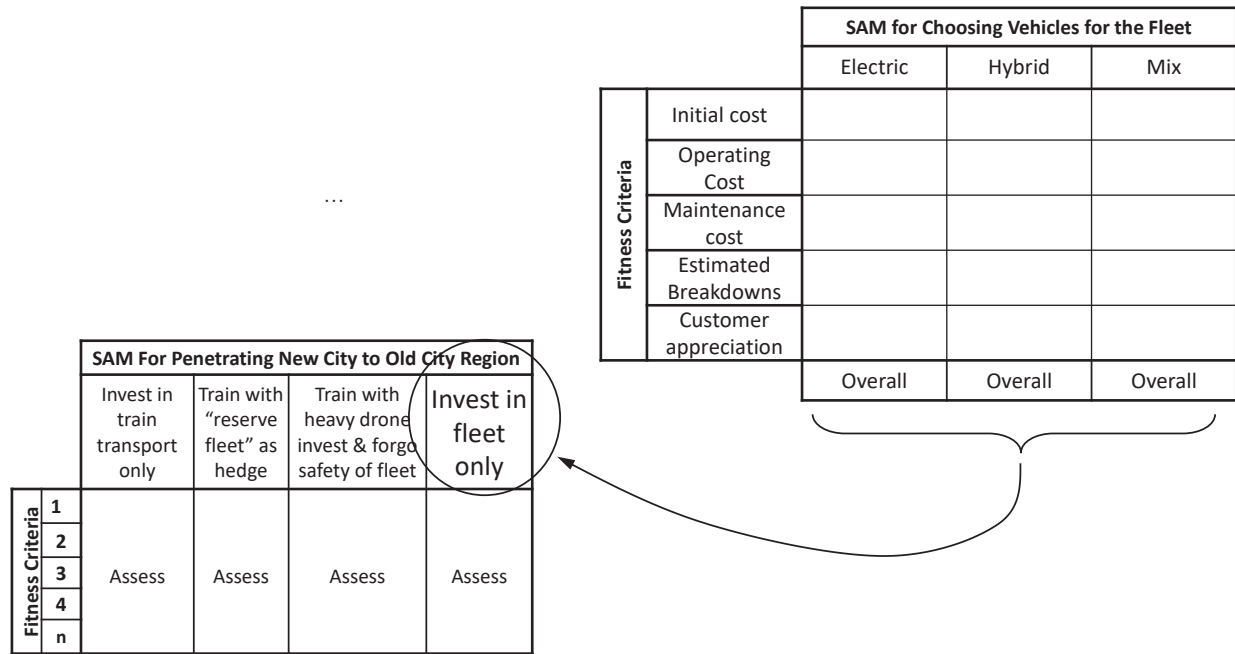 SAM for Choosing Vehicles for the Fleet
Electric
Hybrid
Mix
Fitness Criteria
Initial cost
Operating
Cost
Maintenance
cost
Estimated
Breakdowns
Customer
appreciation
Overall
Overall
Overall
...
SAM For Penetrating New City to Old City Region
Invest in
train
transport
only
Train with
“reserve
fleet” as
hedge
Train with
heavy drone
invest & forgo
safety of fleet
Invest in
fleet
only
Fitness Criteria
1
2
3
4
n
Assess
Assess
Assess
Assess